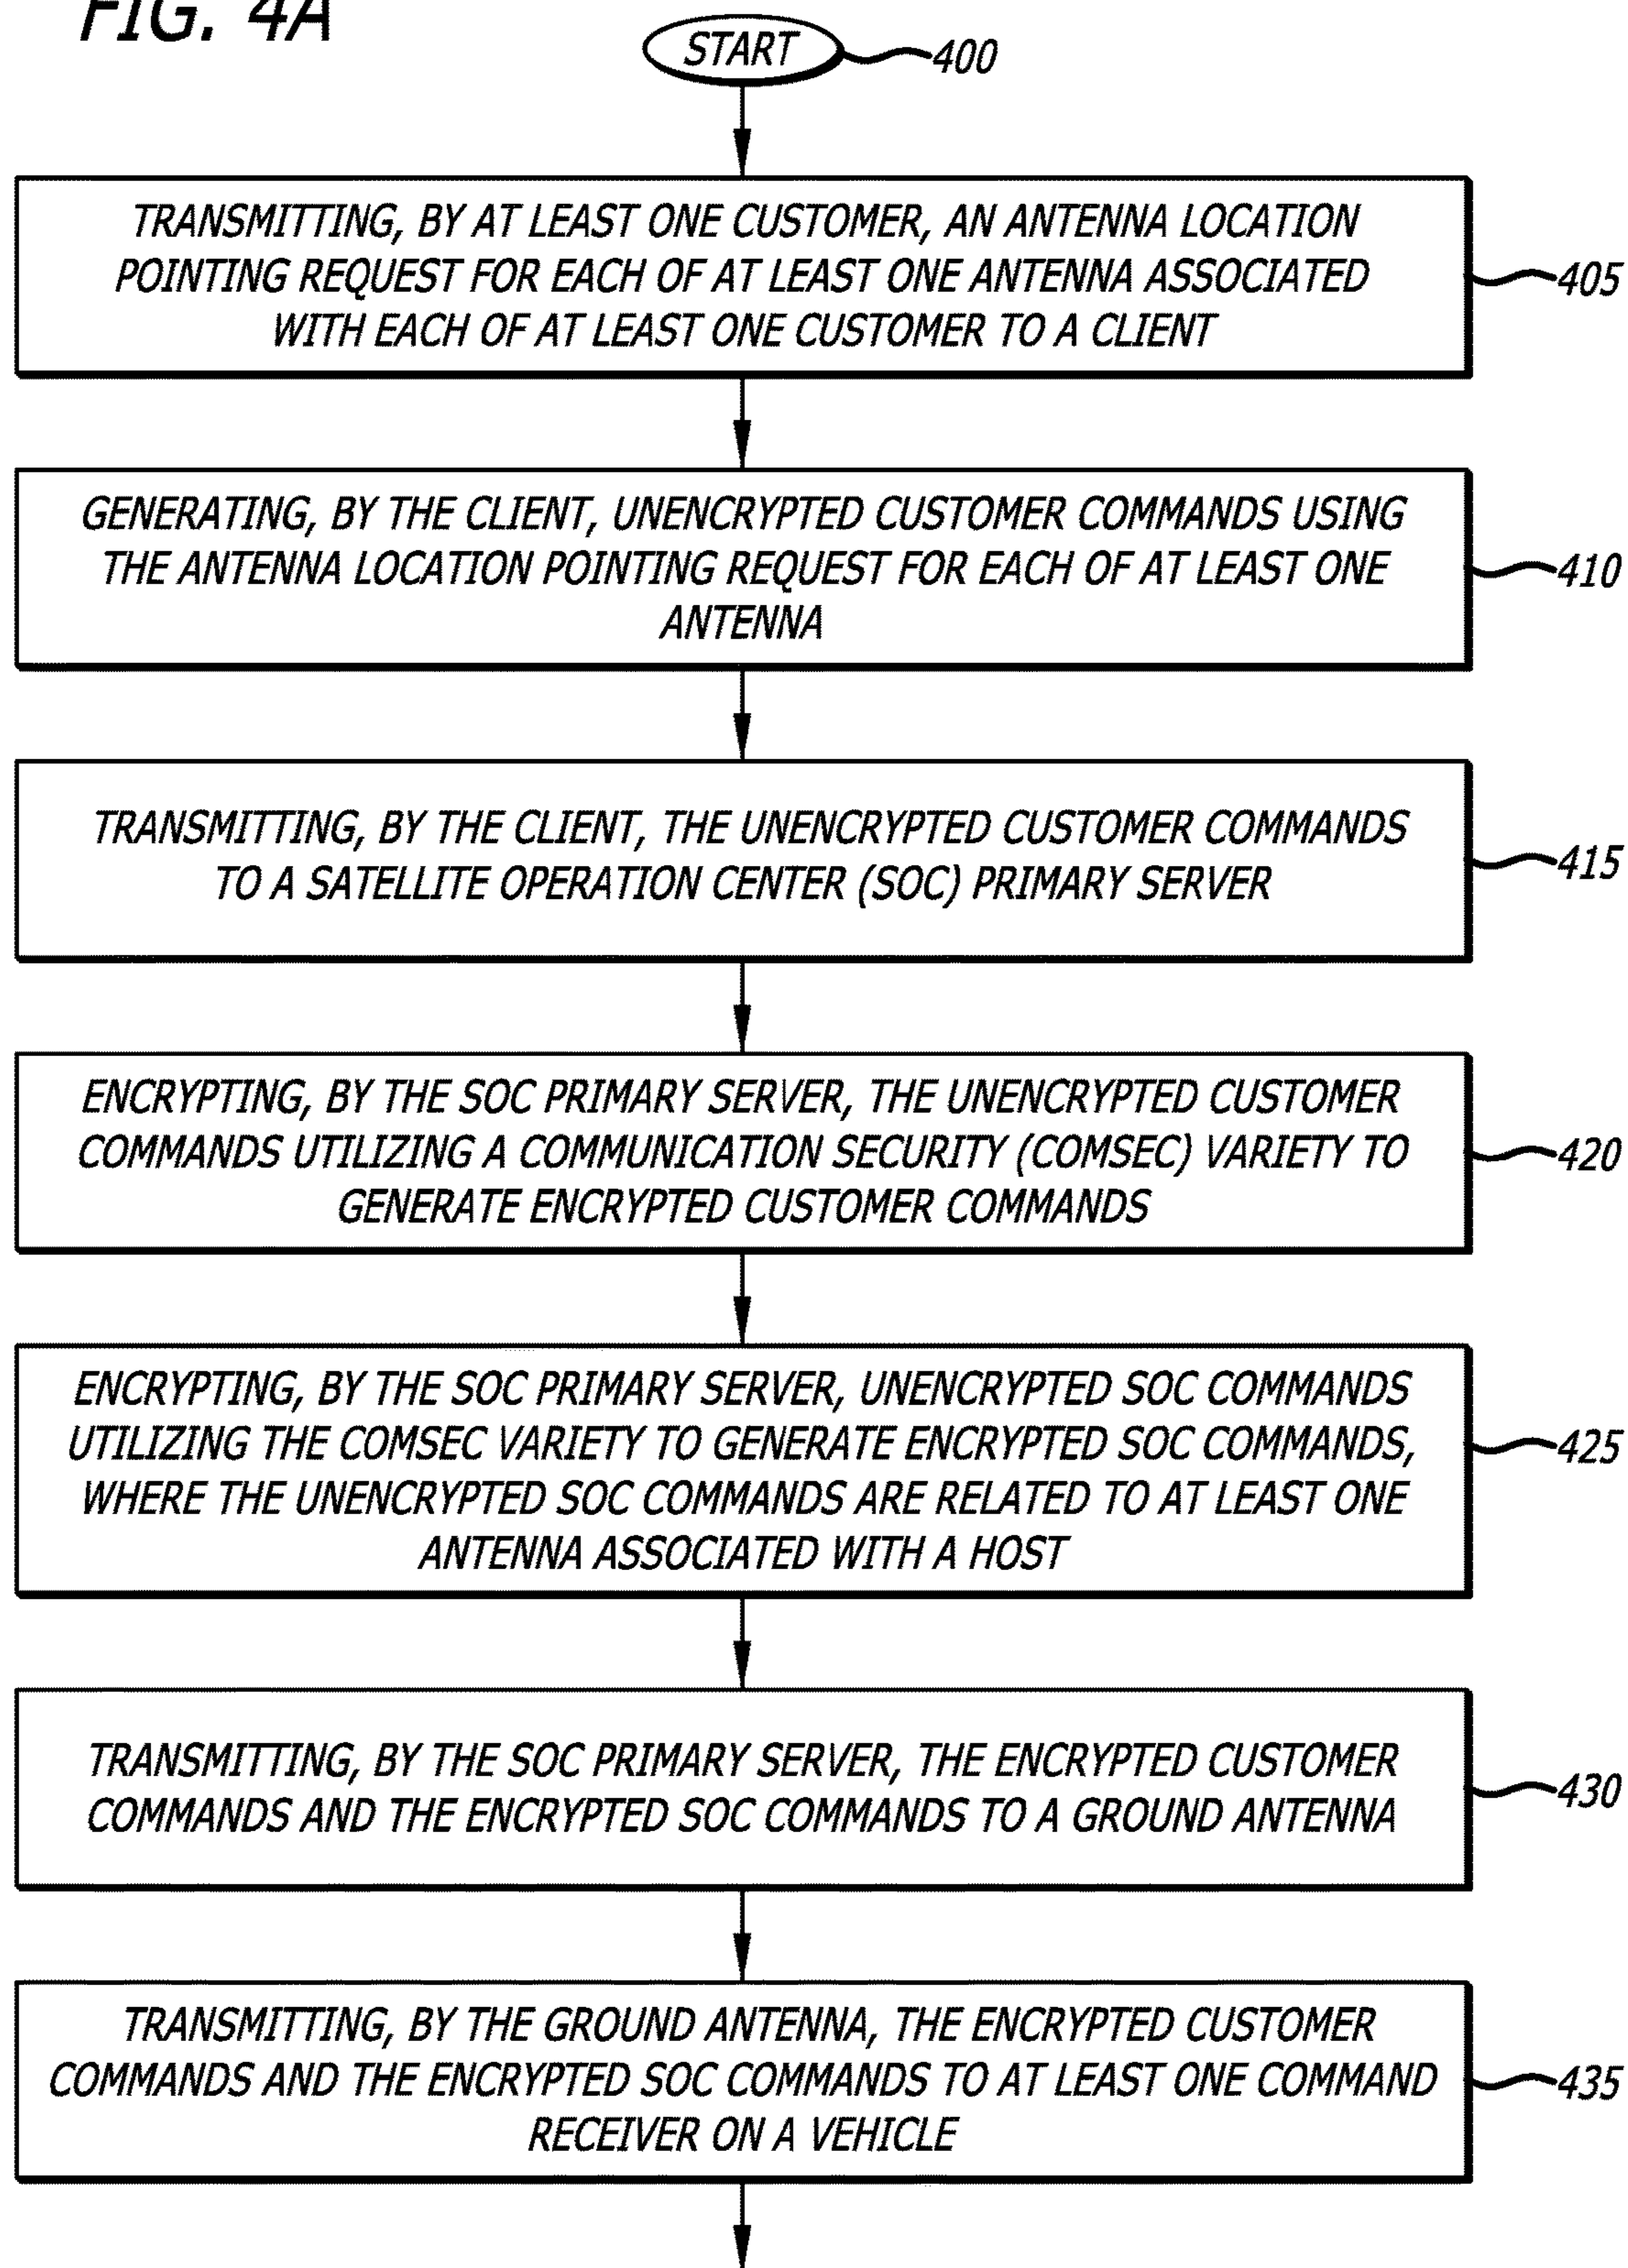 FIG. 4A
START
400
TRANSMITTING, BY AT LEAST ONE CUSTOMER, AN ANTENNA LOCATION
POINTING REQUEST FOR EACH OF AT LEAST ONE ANTENNA ASSOCIATED
WITH EACH OF AT LEAST ONE CUSTOMER TO A CLIENT
405
GENERATING, BY THE CLIENT, UNENCRYPTED CUSTOMER COMMANDS USING
THE ANTENNA LOCATION POINTING REQUEST FOR EACH OF AT LEAST ONE
ANTENNA
410
TRANSMITTING, BY THE CLIENT, THE UNENCRYPTED CUSTOMER COMMANDS
TO A SATELLITE OPERATION CENTER (SOC) PRIMARY SERVER
415
ENCRYPTING, BY THE SOC PRIMARY SERVER, THE UNENCRYPTED CUSTOMER
COMMANDS UTILIZING A COMMUNICATION SECURITY (COMSEC) VARIETY TO
GENERATE ENCRYPTED CUSTOMER COMMANDS
420
ENCRYPTING, BY THE SOC PRIMARY SERVER, UNENCRYPTED SOC COMMANDS
UTILIZING THE COMSEC VARIETY TO GENERATE ENCRYPTED SOC COMMANDS,
WHERE THE UNENCRYPTED SOC COMMANDS ARE RELATED TO AT LEAST ONE
ANTENNA ASSOCIATED WITH A HOST
425
TRANSMITTING, BY THE SOC PRIMARY SERVER, THE ENCRYPTED CUSTOMER
COMMANDS AND THE ENCRYPTED SOC COMMANDS TO A GROUND ANTENNA
430
TRANSMITTING, BY THE GROUND ANTENNA, THE ENCRYPTED CUSTOMER
COMMANDS AND THE ENCRYPTED SOC COMMANDS TO AT LEAST ONE COMMAND
RECEIVER ON A VEHICLE
435